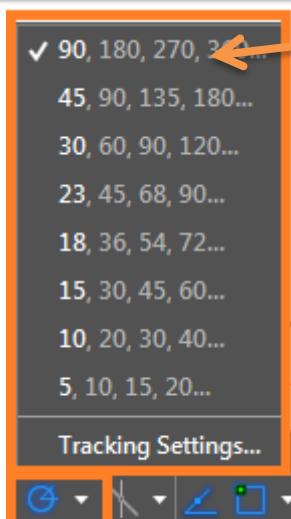 90, 180, 270,
45, 90, 135, 180...
30, 60, 90, 120...
23, 45, 68, 90...
18, 36, 54, 72...
15, 30, 45, 60...
10, 20, 30, 40...
5, 10, 15, 20...
Tracking Settings...